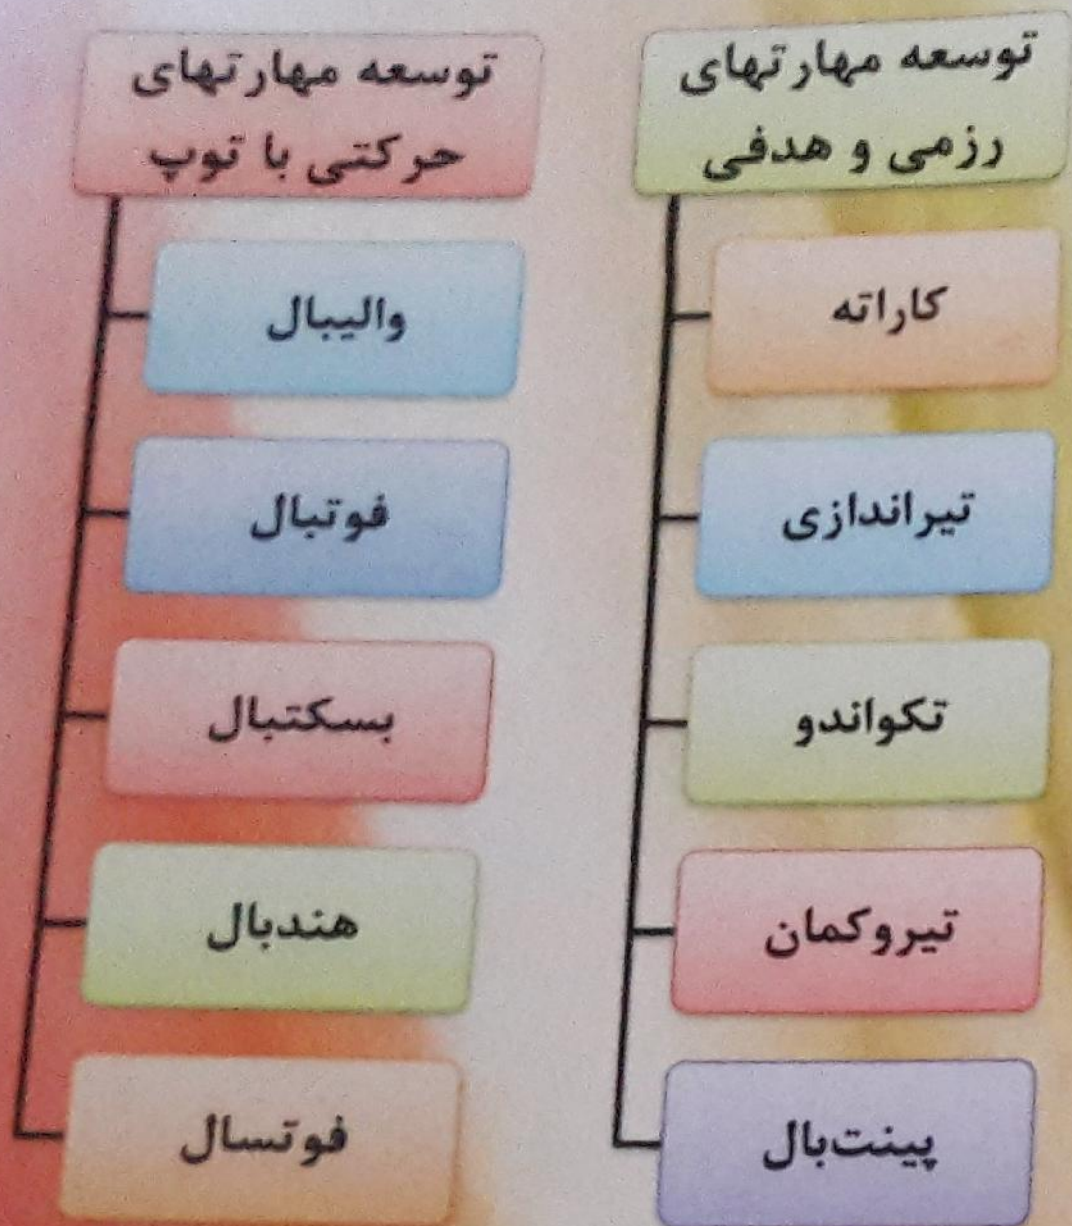 توسعه مهارتهای
رزمی و هدفی
کاراته
تیراندازی
تکواندو
تیروکمان
پینت‌بال
توسعه مهارتهای
حرکتی با توپ
والیبال
فوتبال
بسکتبال
هندبال
فوتسال